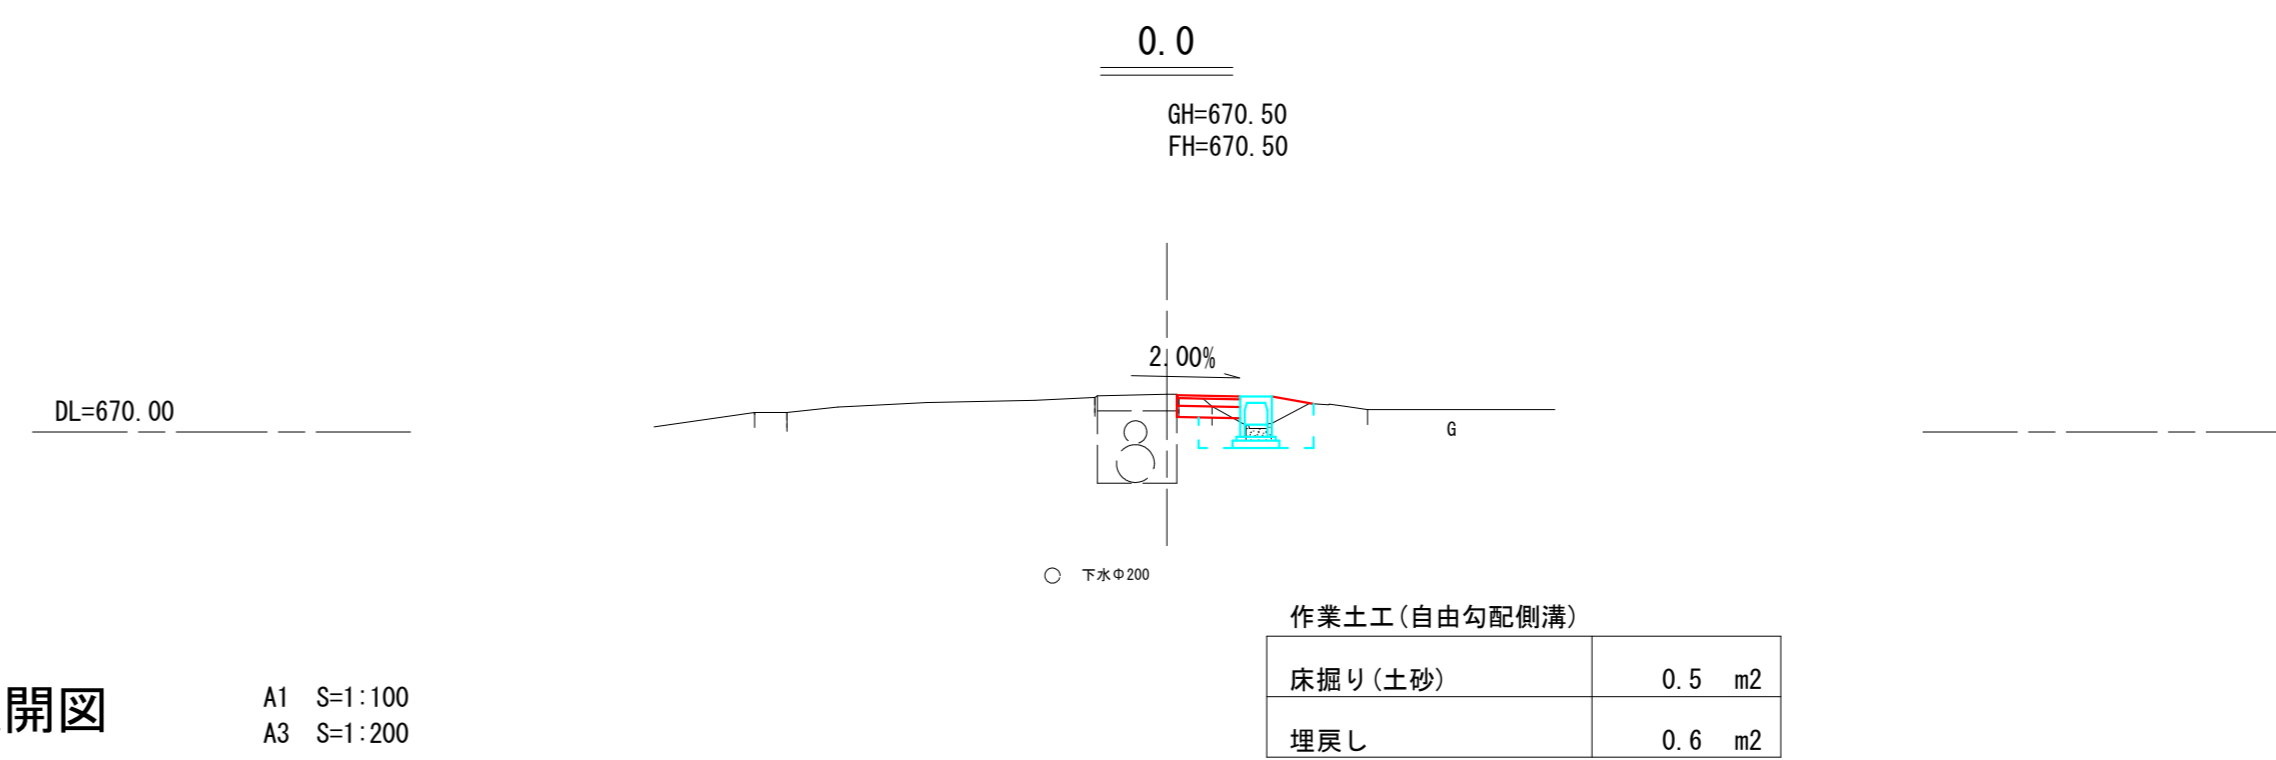 0.0
GH=670.50
FH=670.50
2.00%
DL=670.00
G
下水Φ200
作業土工(自由勾配側溝)
床掘り(土砂) 0.5 m2
埋戻し 0.6 m2
開図
A1 S=1:100
A3 S=1:200